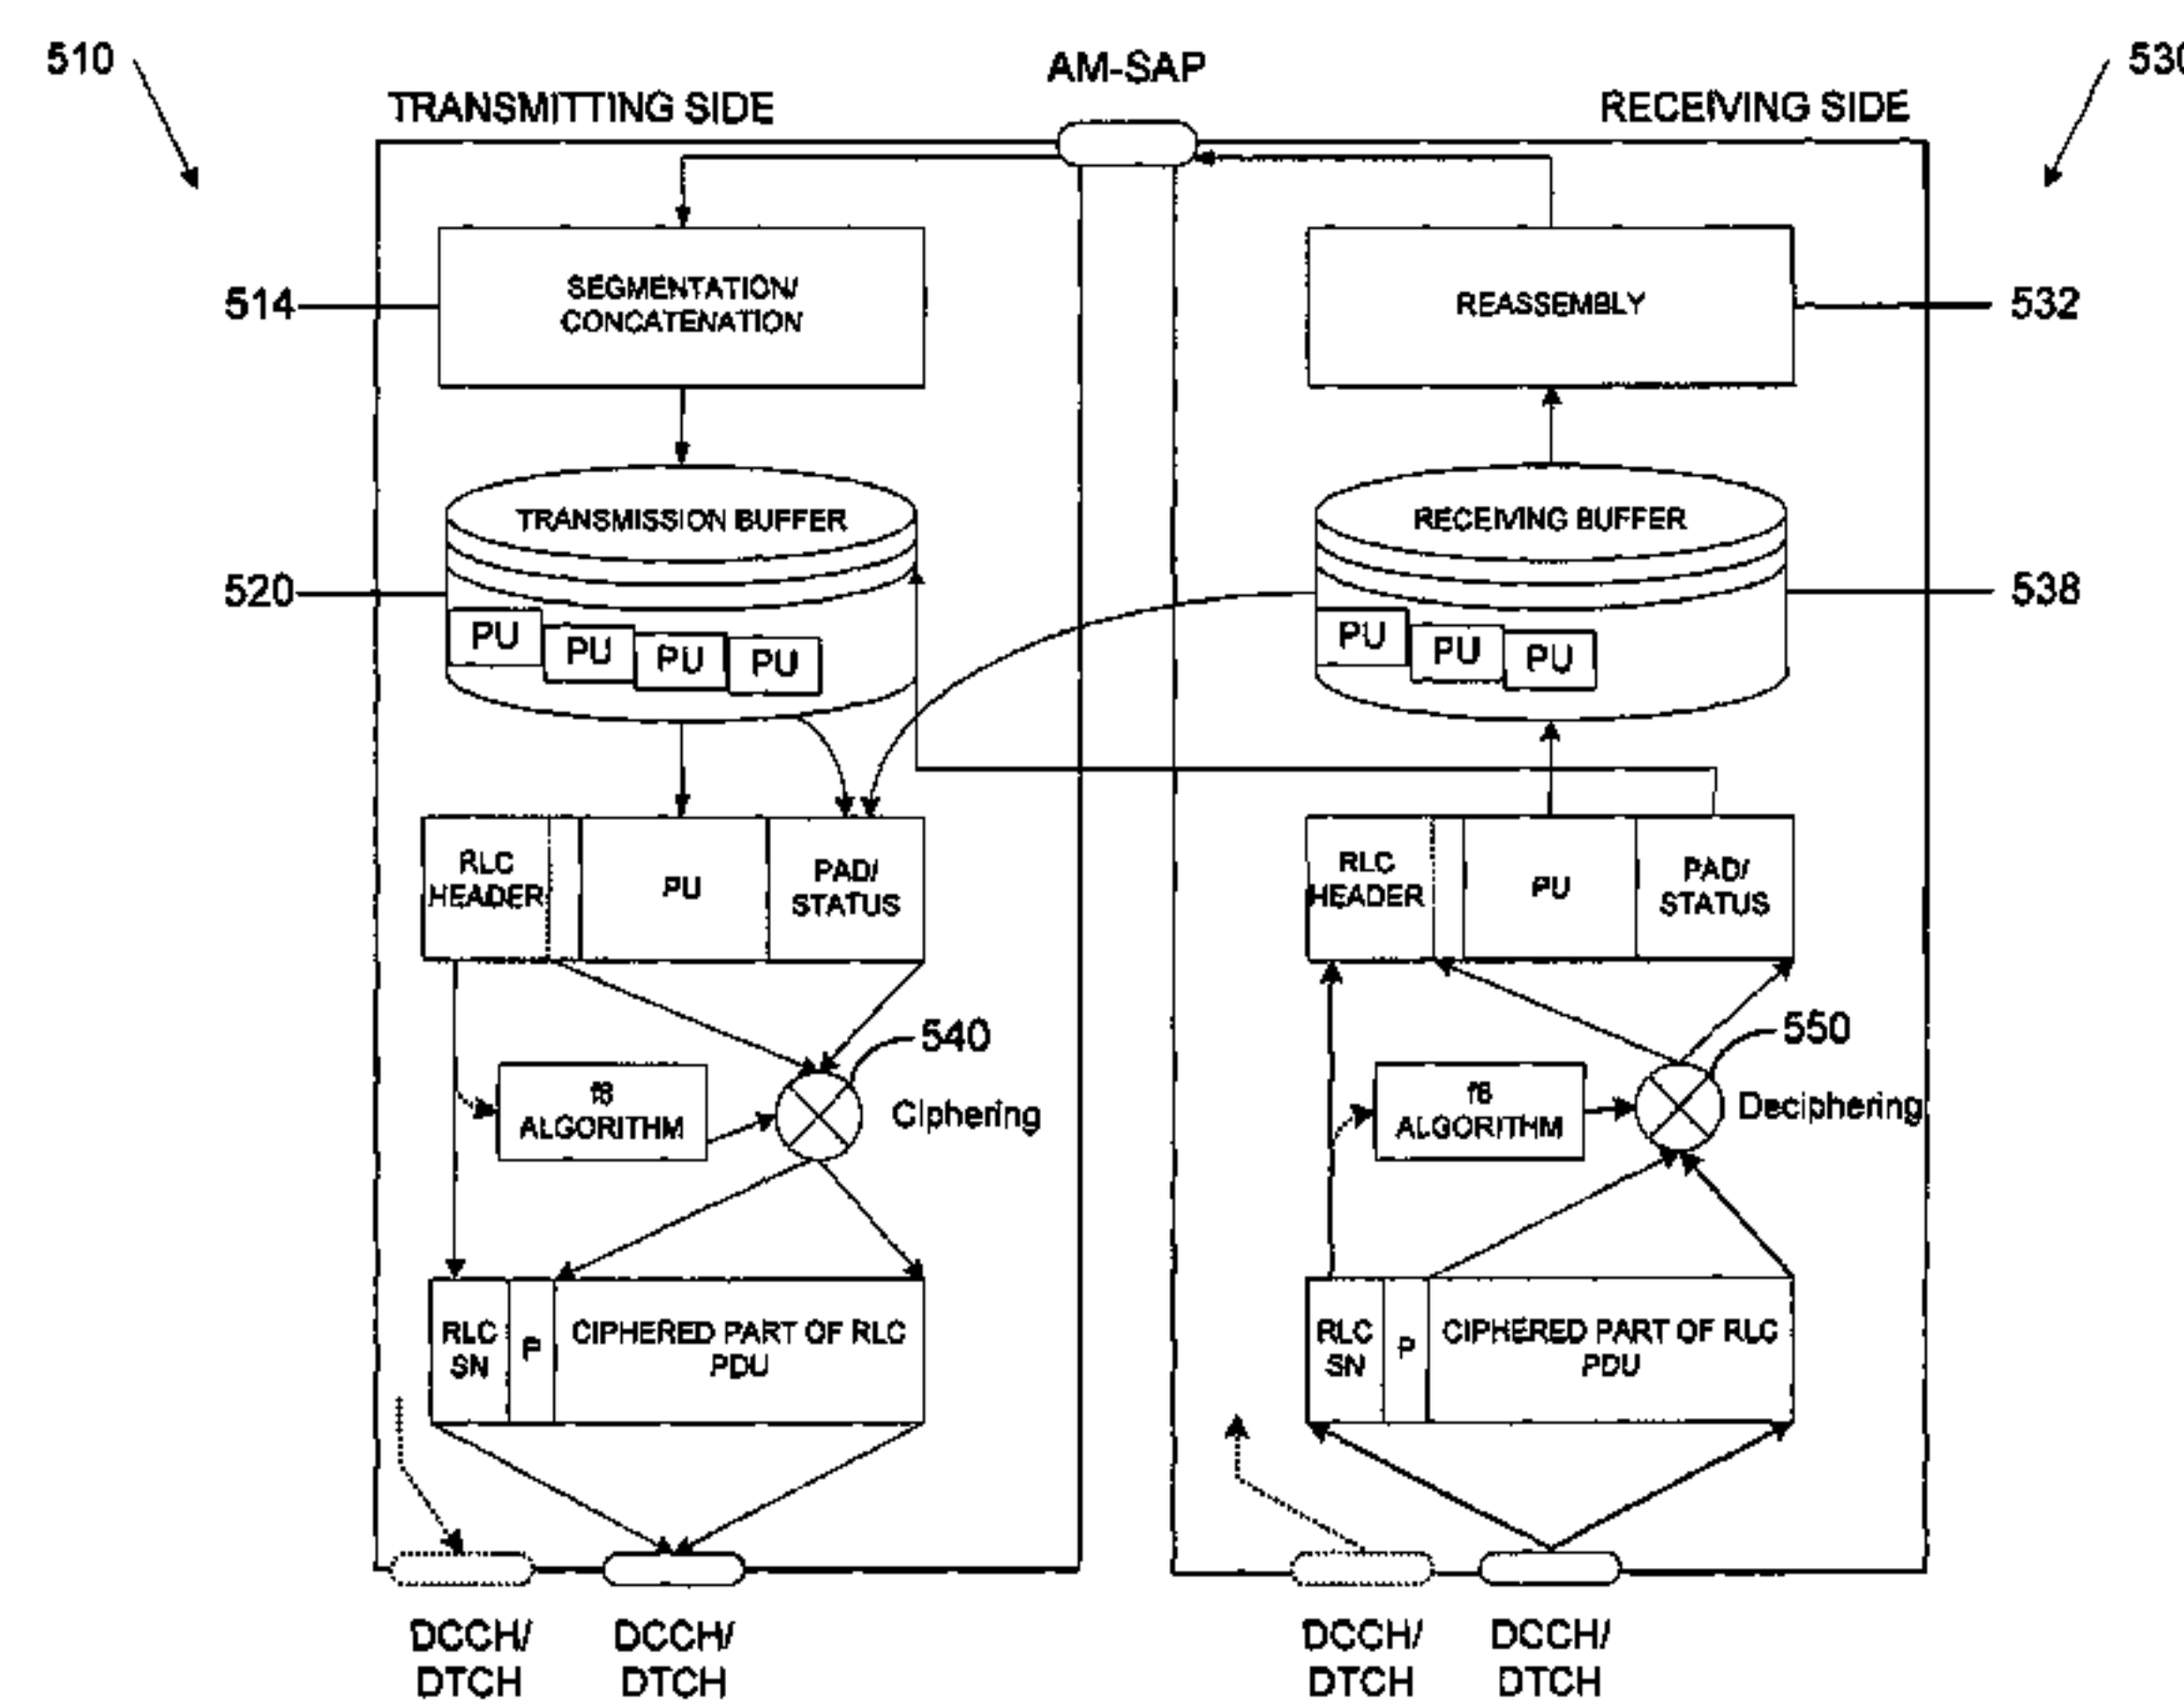 510
AM-SAP
TRANSMITTING SIDE
RECEIVING SIDE
514
SEGMENTATION/
CONCATENATION
REASSEMBLY
532
TRANSMISSION BUFFER
RECEIVING BUFFER
520
538
PU
PU
PU
PU
PU
PU
PU
RLC
HEADER
PU
PAD/
STATUS
RLC
HEADER
PU
PAD/
STATUS
540
550
f8
ALGORITHM
Ciphering
f8
ALGORITHM
Deciphering
RLC
SN
P
CIPHERED PART OF RLC
PDU
RLC
SN
P
CIPHERED PART OF RLC
PDU
DCCH/
DTCH
DCCH/
DTCH
DCCH/
DTCH
DCCH/
DTCH